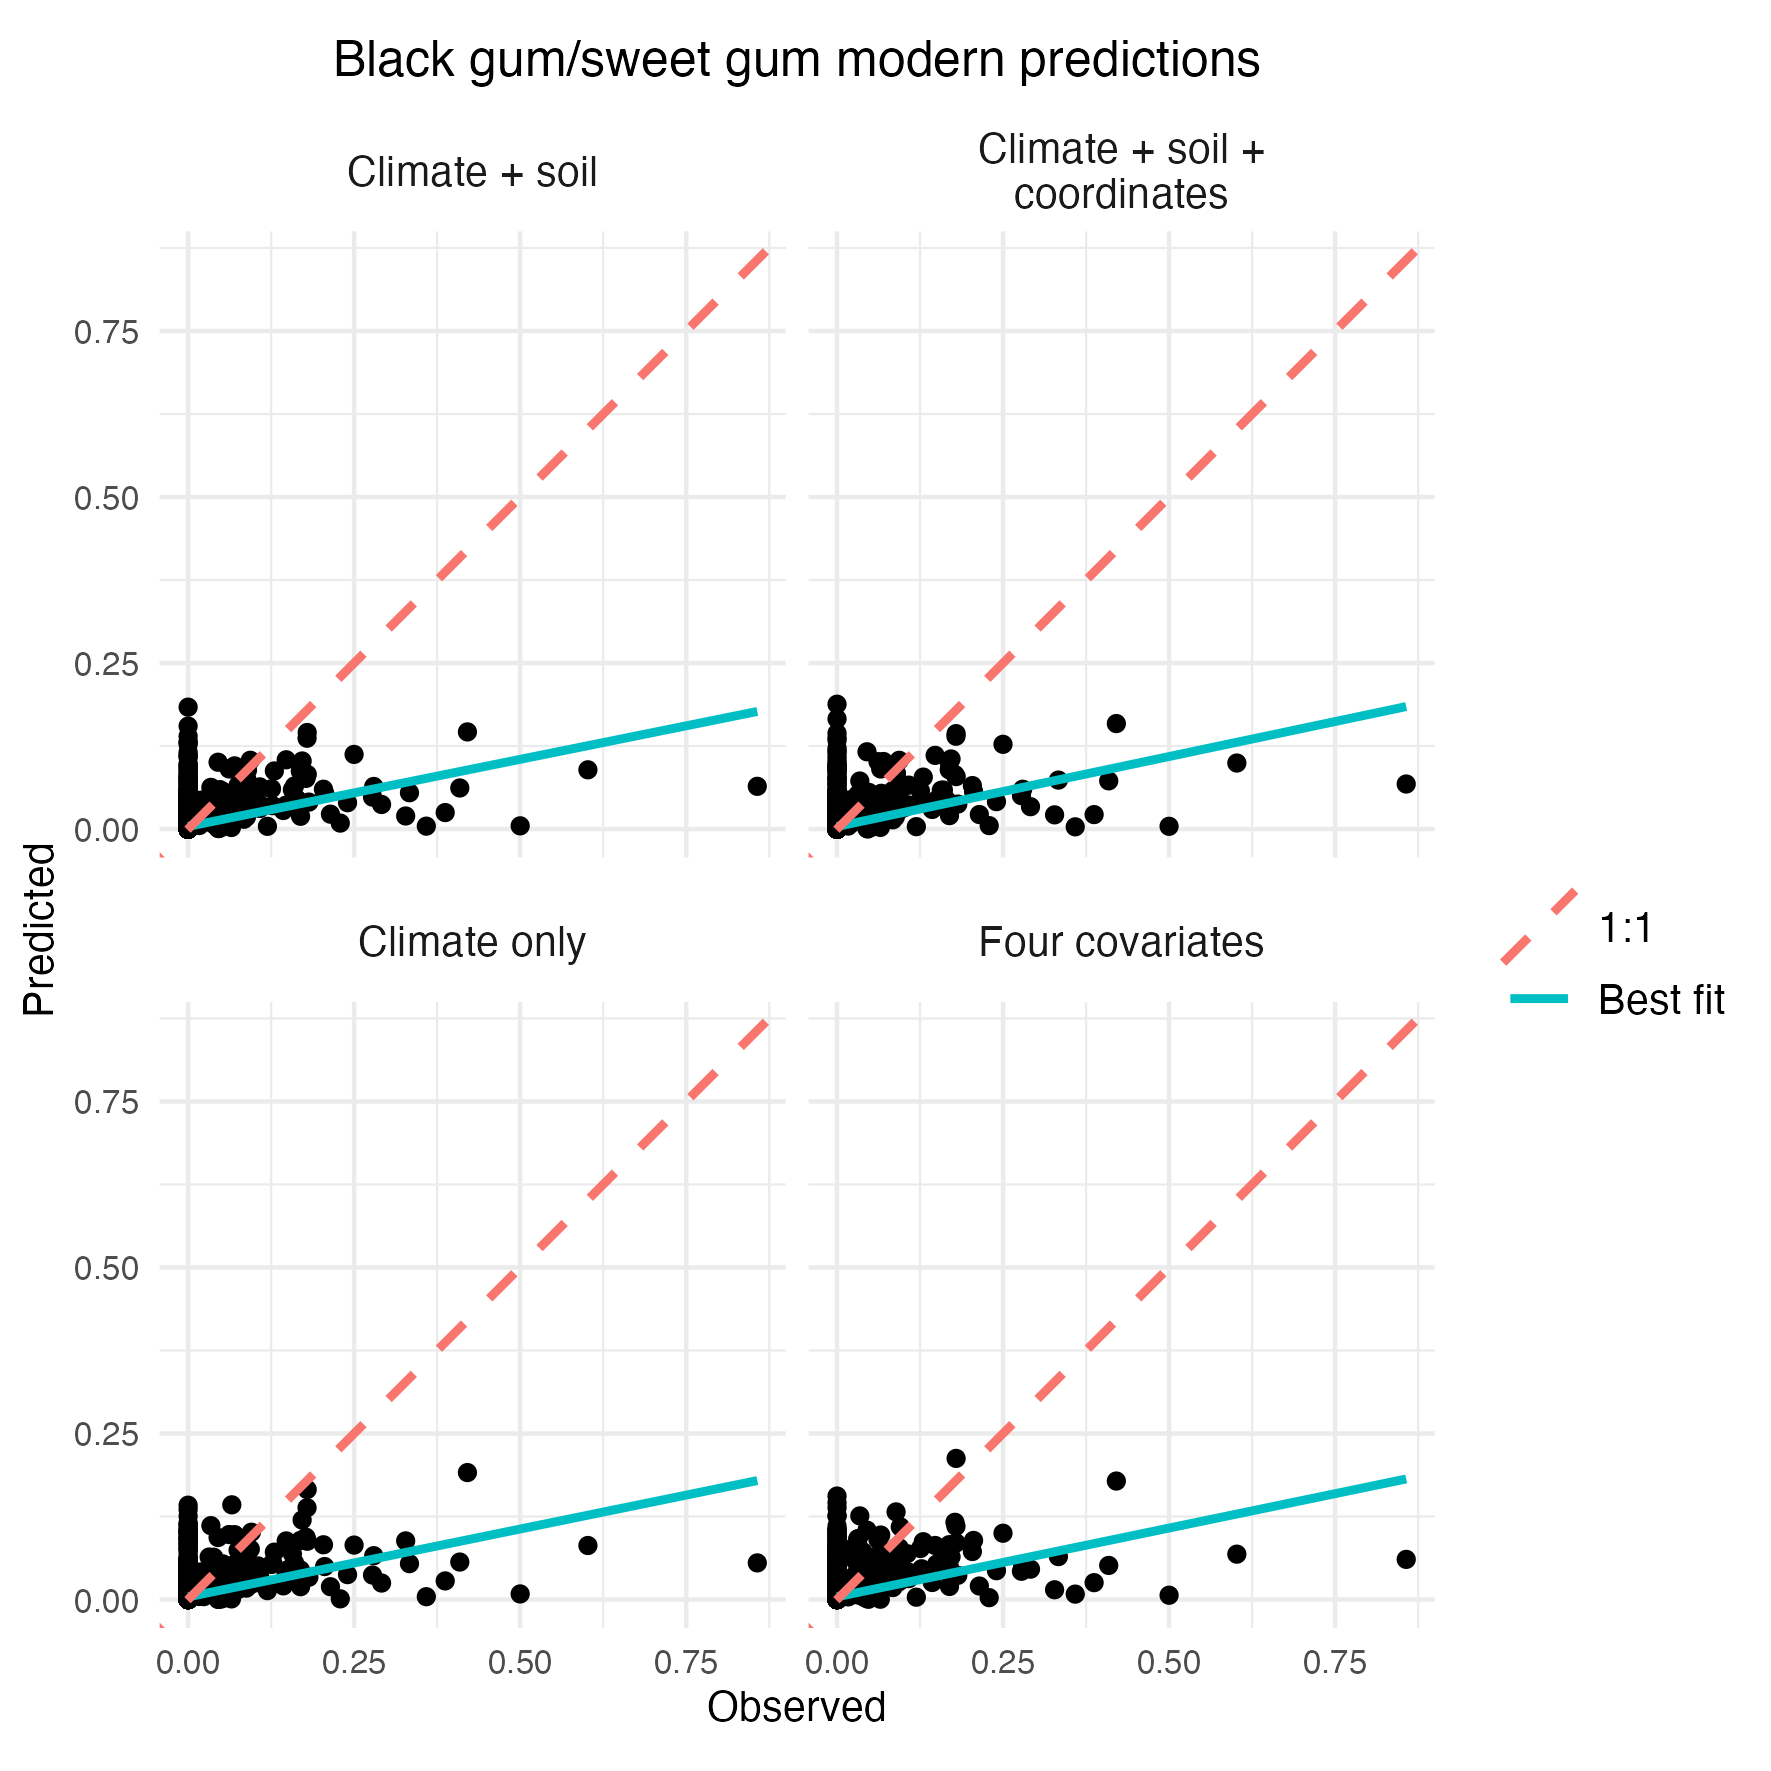 Black gum/sweet gum modern predictions
Climate + soil
Climate + soil +
coordinates
0.75
0.50
0.25
0.00
Climate only
Four covariates
0.75
0.50
0.25
0.00
0.00 0.25 0.50 0.75
0.00 0.25 0.50 0.75
Observed
Predicted
1:1
Best fit